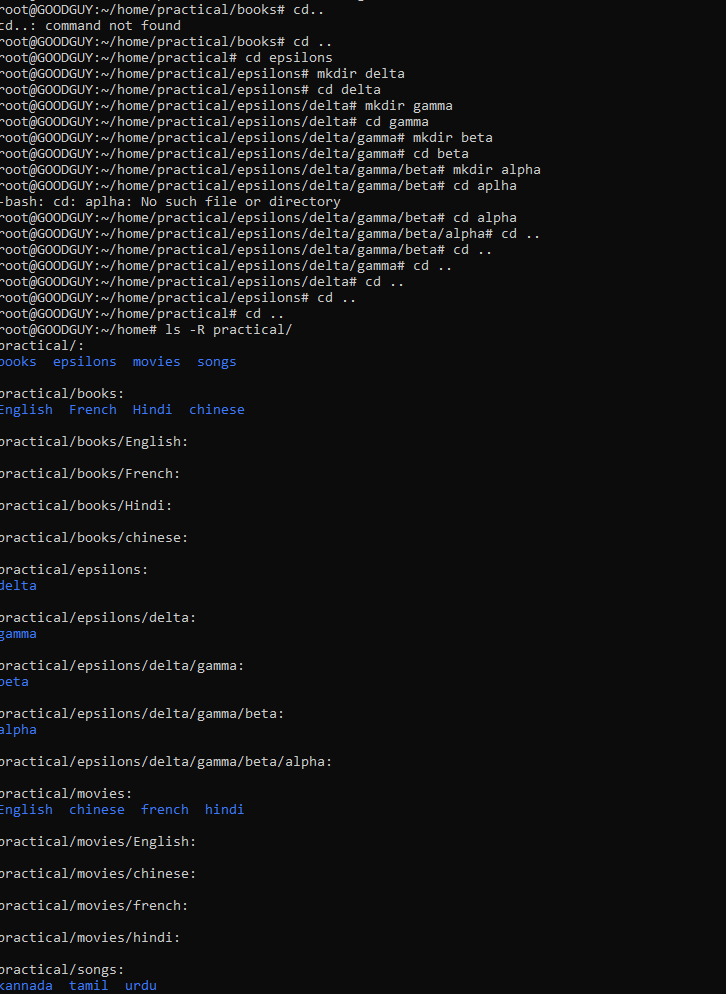 root@GOODGUY:~/home/practical/books# cd..
cd..: command not found
root@GOODGUY:~/home/practical/books# cd ..
root@GOODGUY:~/home/practical# cd epsilons
root@GOODGUY:~/home/practical/epsilons# mkdir delta
root@GOODGUY:~/home/practical/epsilons# cd delta
root@GOODGUY:~/home/practical/epsilons/delta# mkdir gamma
root@GOODGUY:~/home/practical/epsilons/delta# cd gamma
root@GOODGUY:~/home/practical/epsilons/delta/gamma# mkdir beta
root@GOODGUY:~/home/practical/epsilons/delta/gamma# cd beta
root@GOODGUY:~/home/practical/epsilons/delta/gamma/beta# mkdir alpha
root@GOODGUY:~/home/practical/epsilons/delta/gamma/beta# cd aplha
-bash: cd: aplha: No such file or directory
root@GOODGUY:~/home/practical/epsilons/delta/gamma/beta# cd alpha
root@GOODGUY:~/home/practical/epsilons/delta/gamma/beta/alpha# cd ..
root@GOODGUY:~/home/practical/epsilons/delta/gamma/beta# cd ..
root@GOODGUY:~/home/practical/epsilons/delta/gamma# cd ..
root@GOODGUY:~/home/practical/epsilons/delta# cd ..
root@GOODGUY:~/home/practical/epsilons# cd ..
root@GOODGUY:~/home/practical# cd ..
root@GOODGUY:~/home# ls -R practical/
practical/:
books  epsilons  movies  songs
practical/books:
English  French  Hindi  chinese
practical/books/English:
practical/books/French:
practical/books/Hindi:
practical/books/chinese:
practical/epsilons:
delta
practical/epsilons/delta:
gamma
practical/epsilons/delta/gamma:
beta
practical/epsilons/delta/gamma/beta:
alpha
practical/epsilons/delta/gamma/beta/alpha:
practical/movies:
English  chinese  french  hindi
practical/movies/English:
practical/movies/chinese:
practical/movies/french:
practical/movies/hindi:
practical/songs:
kannada  tamil  urdu